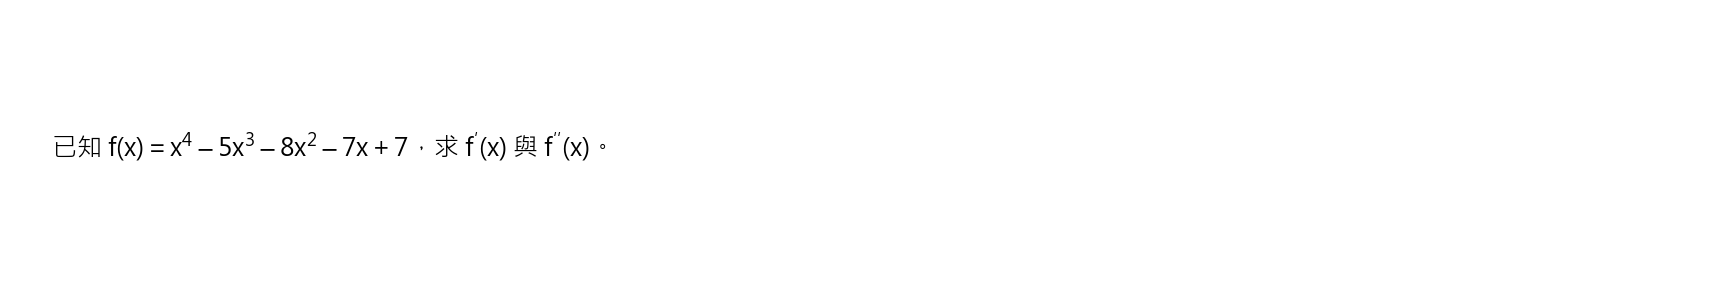 已知 f(x) = x⁴ – 5x³ – 8x² – 7x + 7，求 f′(x) 與 f′′(x)。